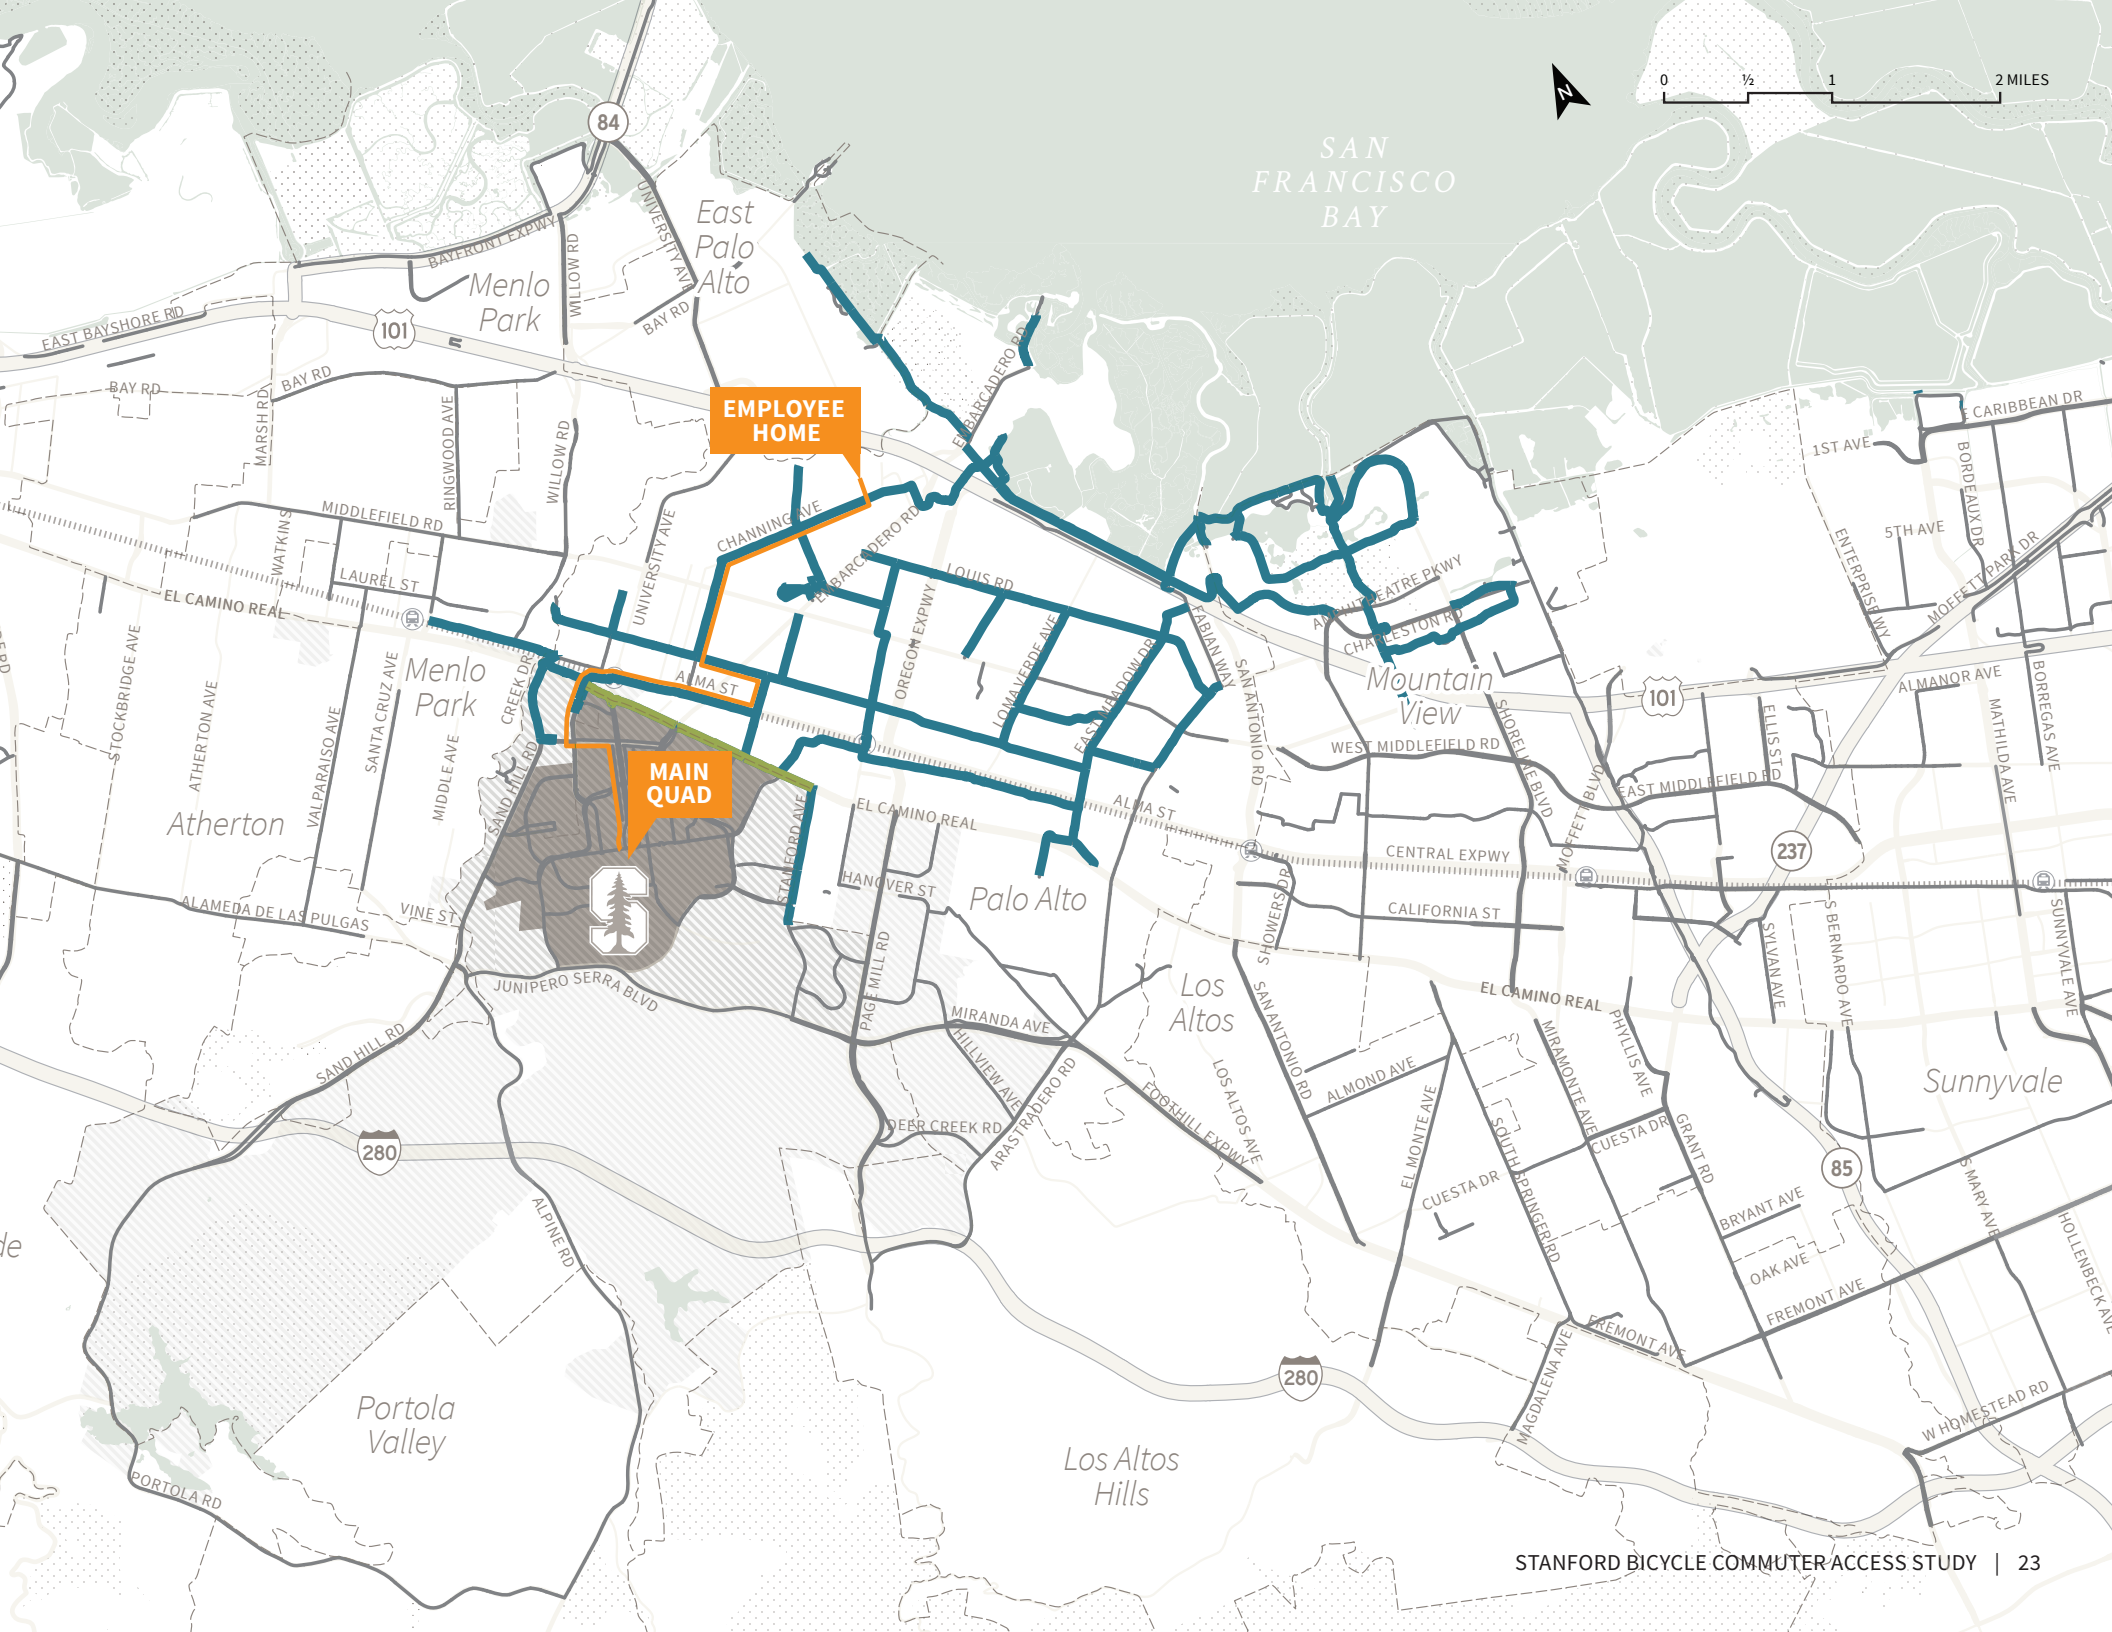 84
N
0 ½ 1 2 MILES
SAN
FRANCISCO
BAY
East
Palo
Alto
UNIVERSITY AVE
BAYFRONT EXPWY
WILLOW RD
Menlo
Park
BAY RD
EAST BAYSHORE RD
101
BAY RD
BAY RD
MARSH RD
RINGWOOD AVE
WILLOW RD
EMBARCADERO RD
EMPLOYEE
HOME
E CARIBBEAN DR
1ST AVE
BORDEAUX DR
5TH AVE
ENTERPRISE WY
MOFFETT PARK DR
MIDDLEFIELD RD
WATKINS
UNIVERSITY AVE
CHANNING AVE
EMBARCADERO RD
LAUREL ST
EL CAMINO REAL
LOUIS RD
OREGON EXPWY
LOMA VERDE AVE
EAST MEADOW DR
FABIAN WAY
SAN ANTONIO RD
AMPHITHEATRE PKWY
CHARLESTON RD
Mountain
View
101
ALMANOR AVE
BORREGAS AVE
MATHILDA AVE
STOCKBRIDGE AVE
ATHERTON AVE
VALPARAISO AVE
SANTA CRUZ AVE
MIDDLE AVE
Menlo
Park
CREEK DR
ALMA ST
SAND HILL RD
MAIN
QUAD
Atherton
STANFORD AVE
EL CAMINO REAL
ALMA ST
WEST MIDDLEFIELD RD
SHORELINE BLVD
MOFFETT BLVD
EAST MIDDLEFIELD RD
ELLIS ST
237
CENTRAL EXPWY
HANOVER ST
Palo Alto
SHOWERS DR
CALIFORNIA ST
SYLVAN AVE
S BERNARDO AVE
SUNNYVALE AVE
ALAMEDA DE LAS PULGAS
VINE ST
S
JUNIPERO SERRA BLVD
PAGE MILL RD
MIRANDA AVE
HILLVIEW AVE
Los
Altos
SAN ANTONIO RD
EL CAMINO REAL
MIRAMONTE AVE
PHYLLIS AVE
SAND HILL RD
DEER CREEK RD
ARASTRADERO RD
FOOTHILL EXPWY
LOS ALTOS AVE
ALMOND AVE
EL MONTE AVE
SOUTH SPRINGER RD
CUESTA DR
CUESTA DR
GRANT RD
Sunnyvale
280
85
ALPINE RD
BRYANT AVE
OAK AVE
FREMONT AVE
S MARY AVE
HOLLENBECK AVE
FREMONT AVE
280
MAGDALENA AVE
W HOMESTEAD RD
Portola
Valley
PORTOLA RD
Los Altos
Hills
STANFORD BICYCLE COMMUTER ACCESS STUDY | 23